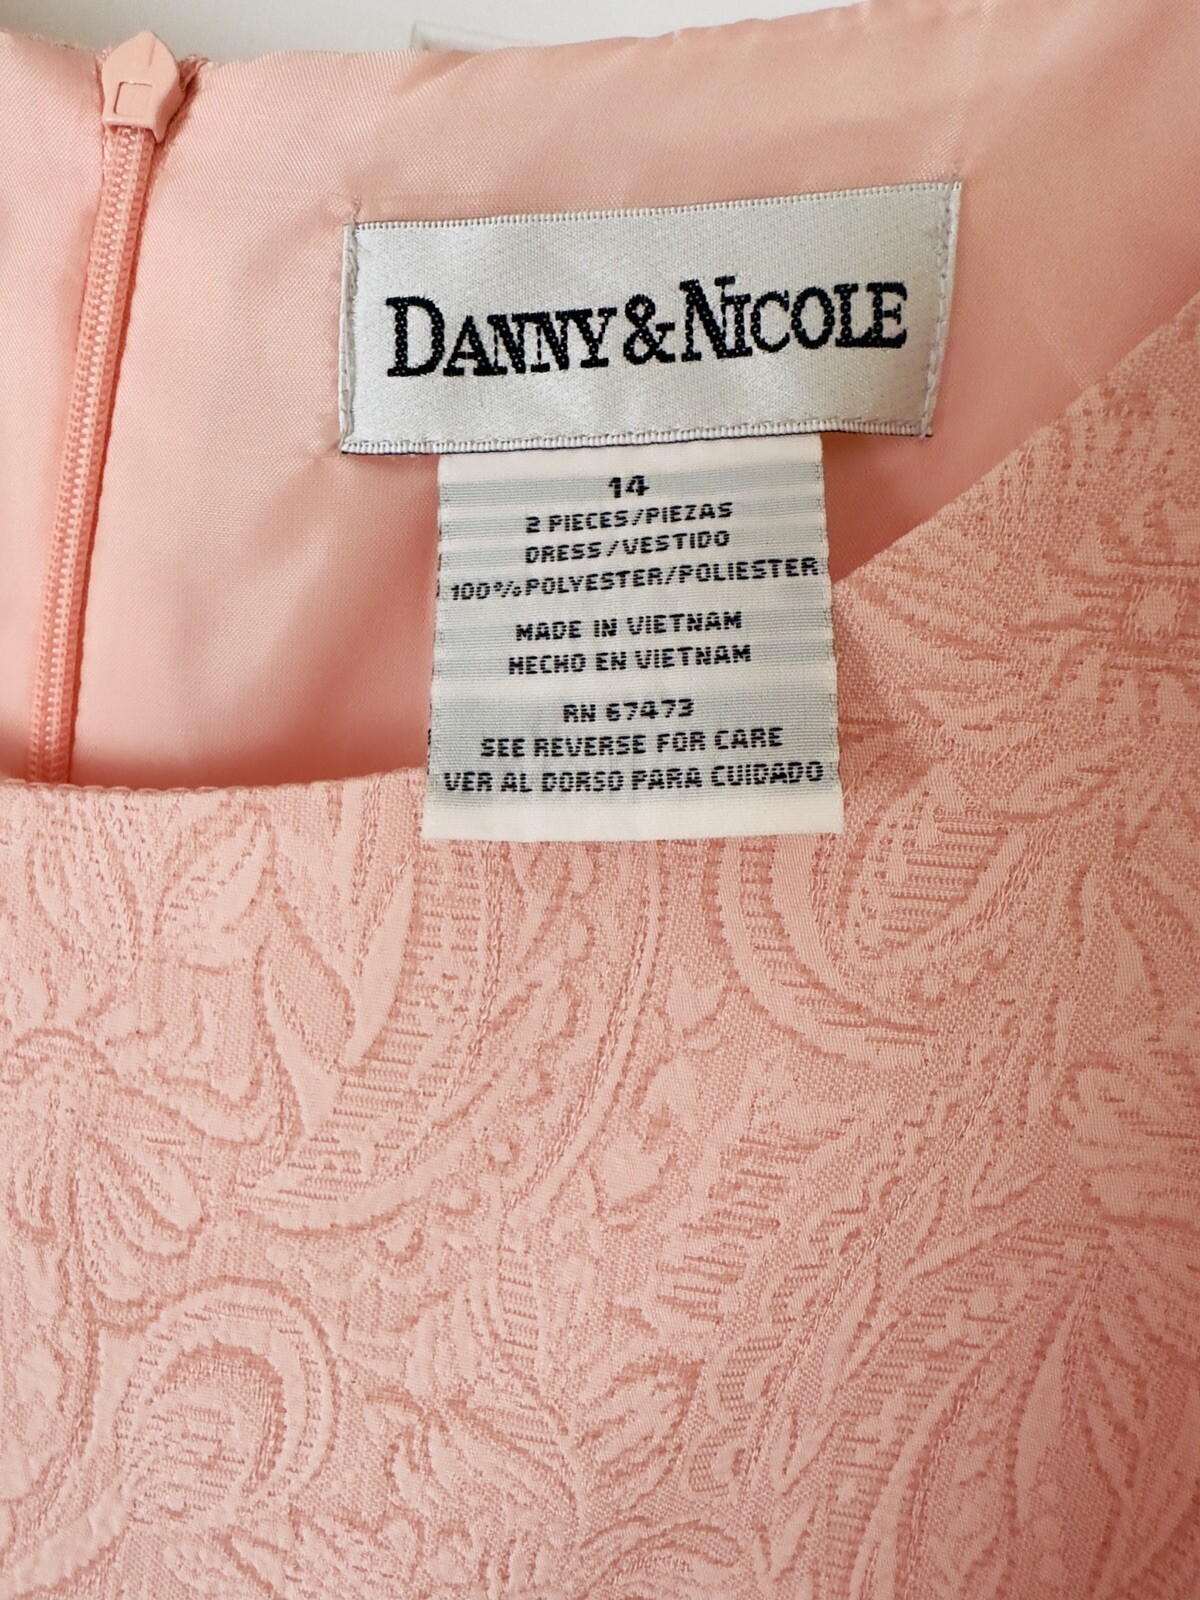 DANNY & NICOLE
14
2 PIECES/PIEZAS
DRESS/VESTIDO
100% POLYESTER/POLIESTER
MADE IN VIETNAM
HECHO EN VIETNAM
RN 67473
SEE REVERSE FOR CARE
VER AL DORSO PARA CUIDADO